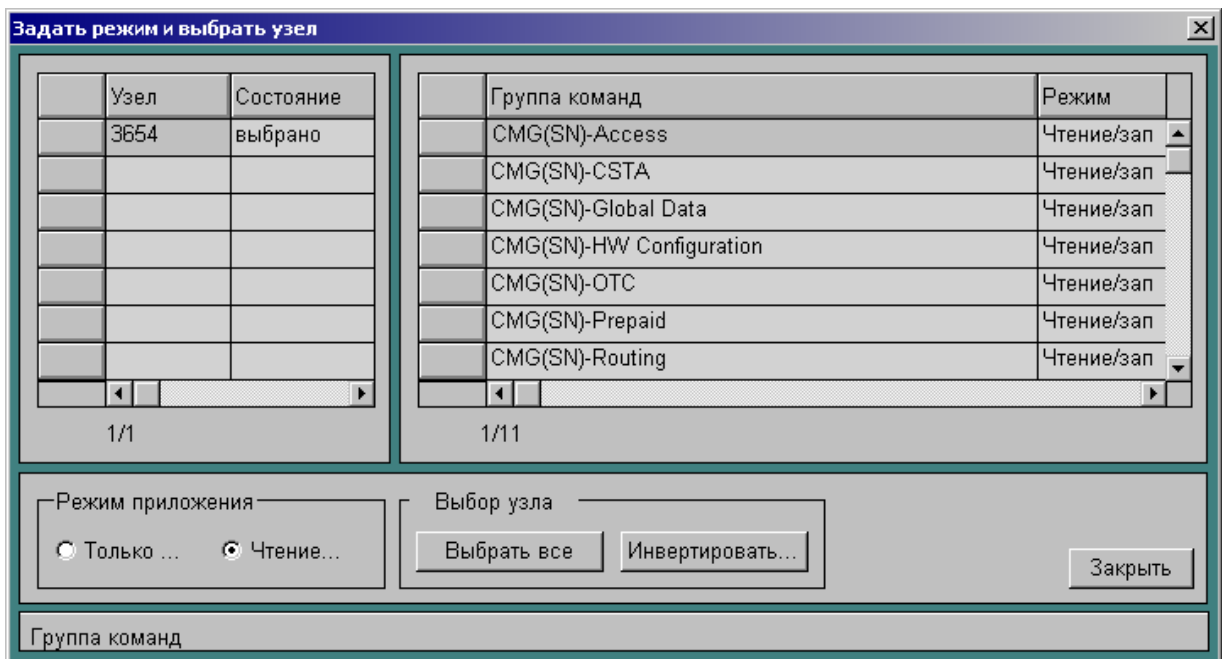 Задать режим и выбрать узел
Узел Состояние
3654 выбрано
1/1
Группа команд Режим
CMG(SN)-Access Чтение/зап
CMG(SN)-CSTA Чтение/зап
CMG(SN)-Global Data Чтение/зап
CMG(SN)-HW Configuration Чтение/зап
CMG(SN)-OTC Чтение/зап
CMG(SN)-Prepaid Чтение/зап
CMG(SN)-Routing Чтение/зап
1/11
Режим приложения
Только ... Чтение...
Выбор узла
Выбрать все Инвертировать...
Закрыть
Группа команд